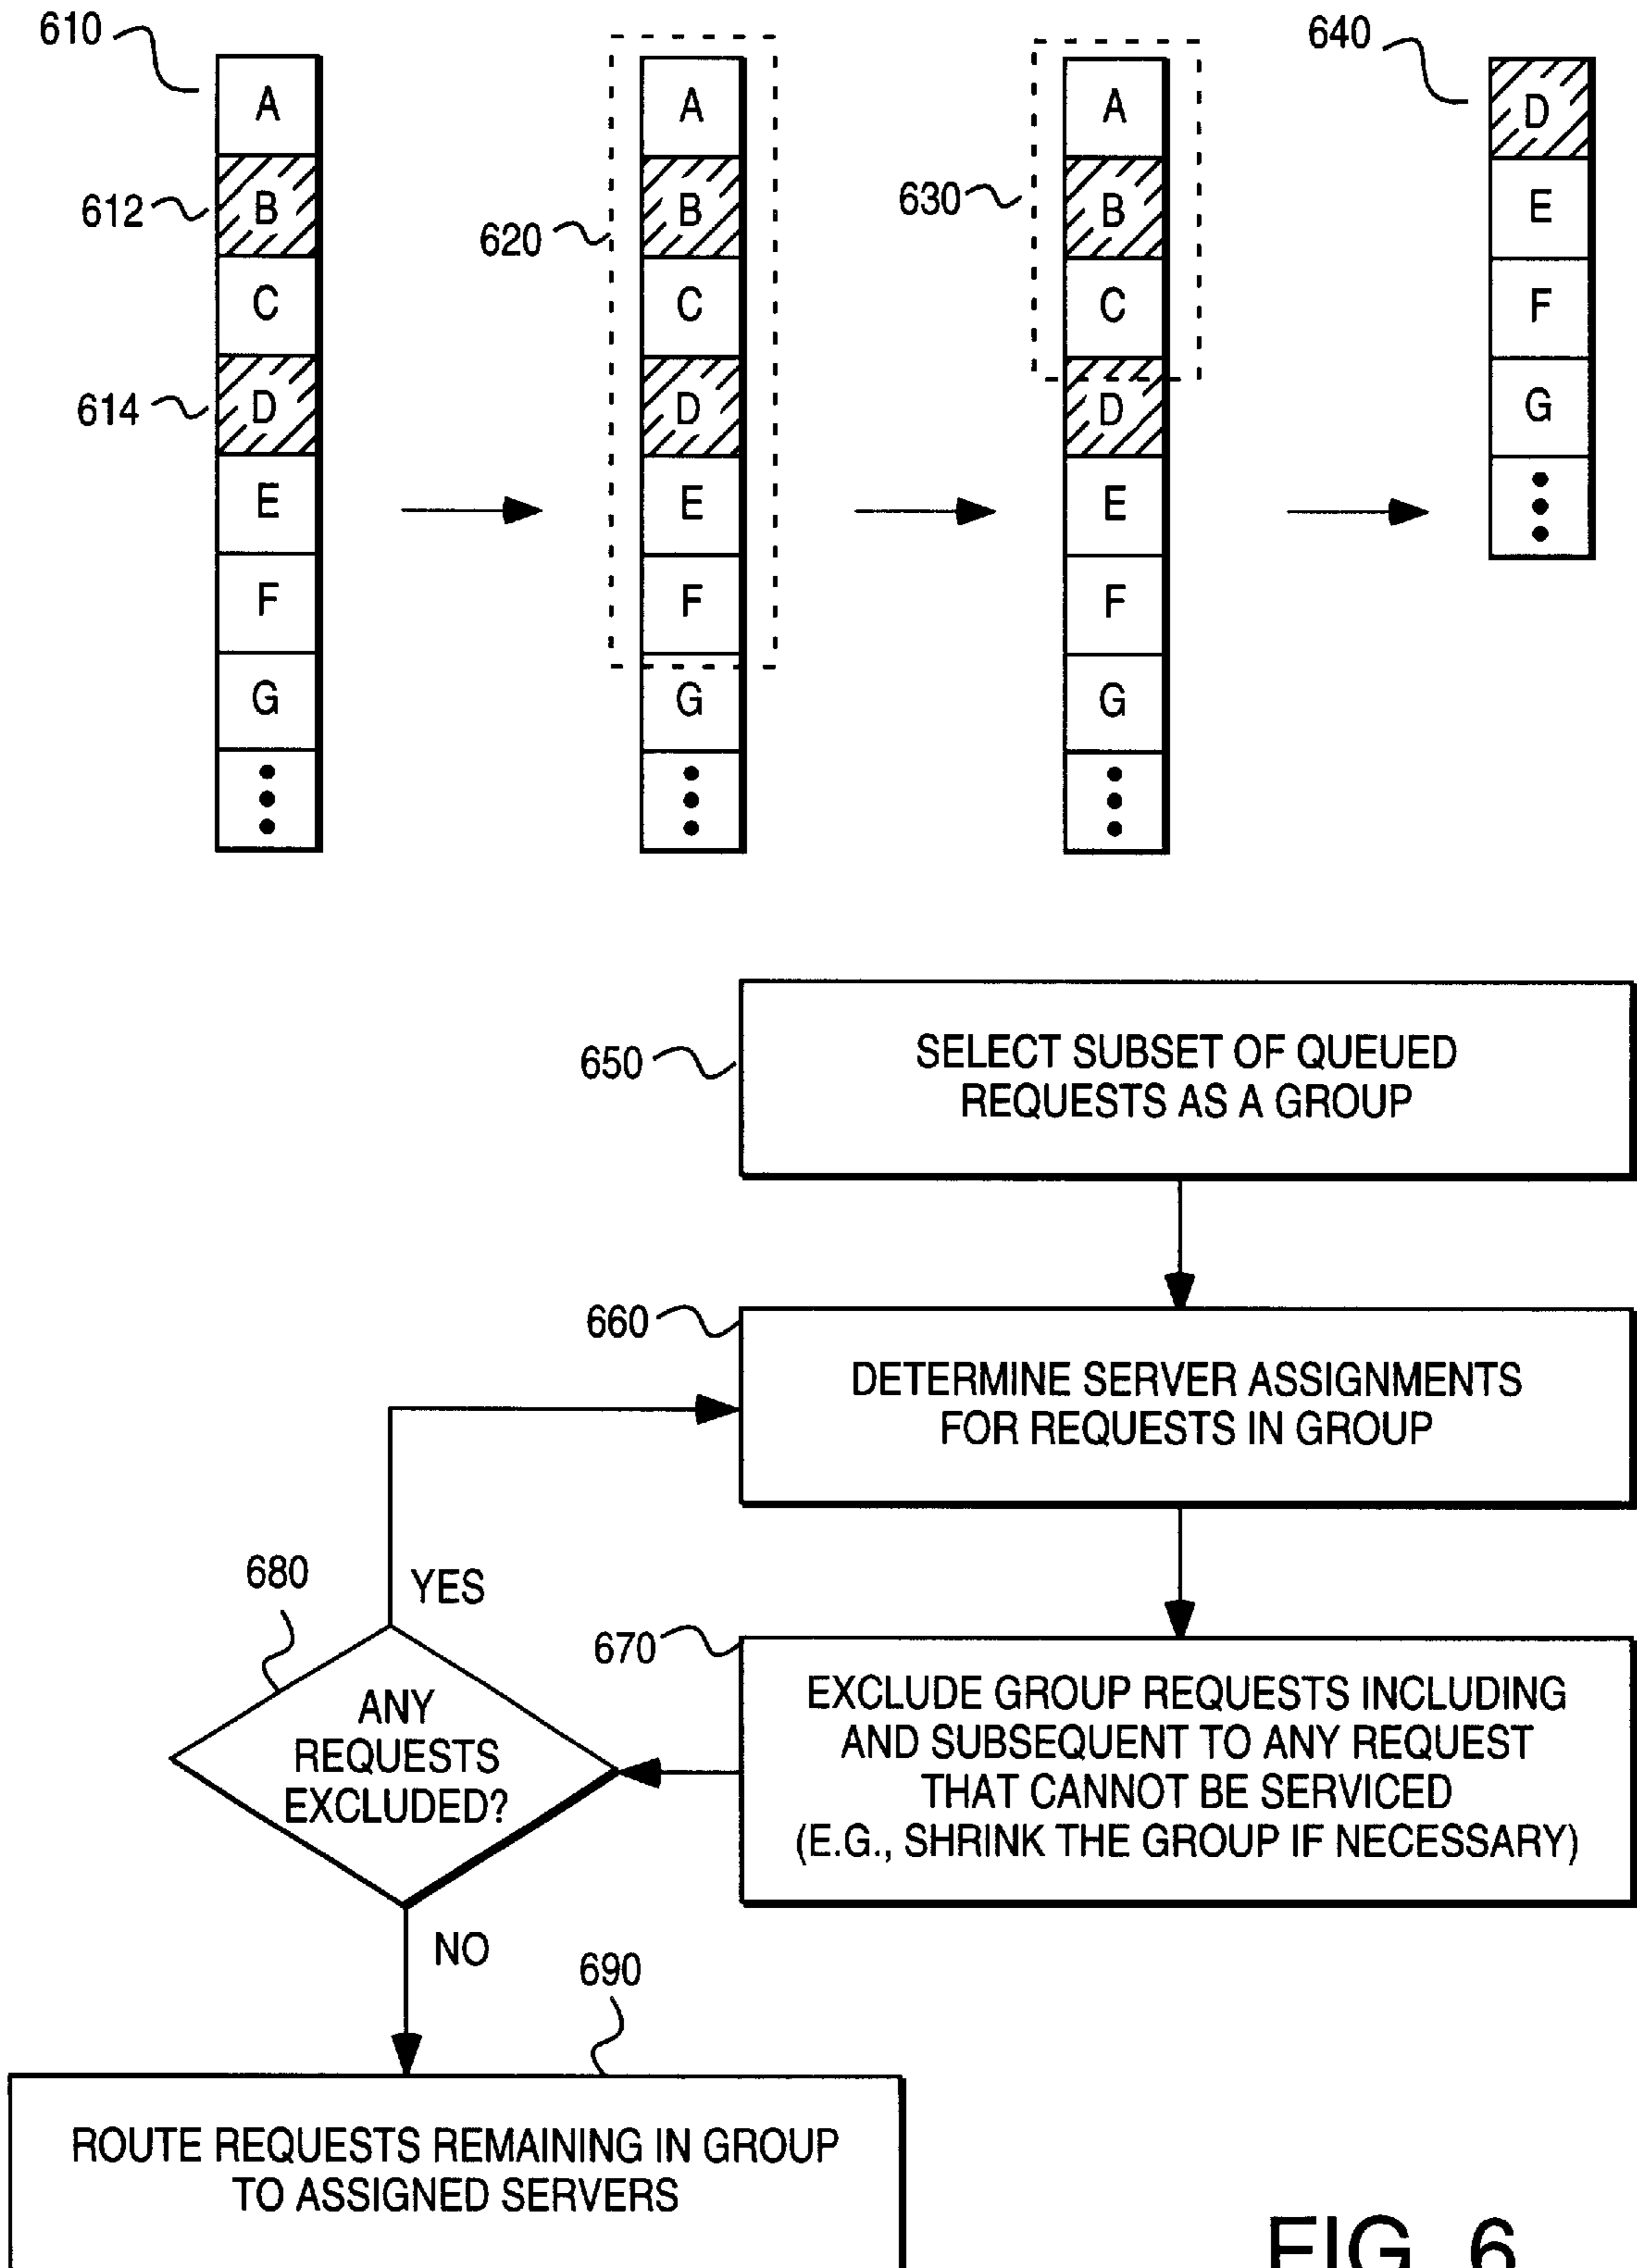 610
A
B
C
D
E
F
G
612
614
620
A
B
C
D
E
F
G
630
A
B
C
D
E
F
G
640
D
E
F
G
650
SELECT SUBSET OF QUEUED
REQUESTS AS A GROUP
660
DETERMINE SERVER ASSIGNMENTS
FOR REQUESTS IN GROUP
670
EXCLUDE GROUP REQUESTS INCLUDING
AND SUBSEQUENT TO ANY REQUEST
THAT CANNOT BE SERVICED
(E.G., SHRINK THE GROUP IF NECESSARY)
680
YES
ANY
REQUESTS
EXCLUDED?
NO
690
ROUTE REQUESTS REMAINING IN GROUP
TO ASSIGNED SERVERS
FIG. 6